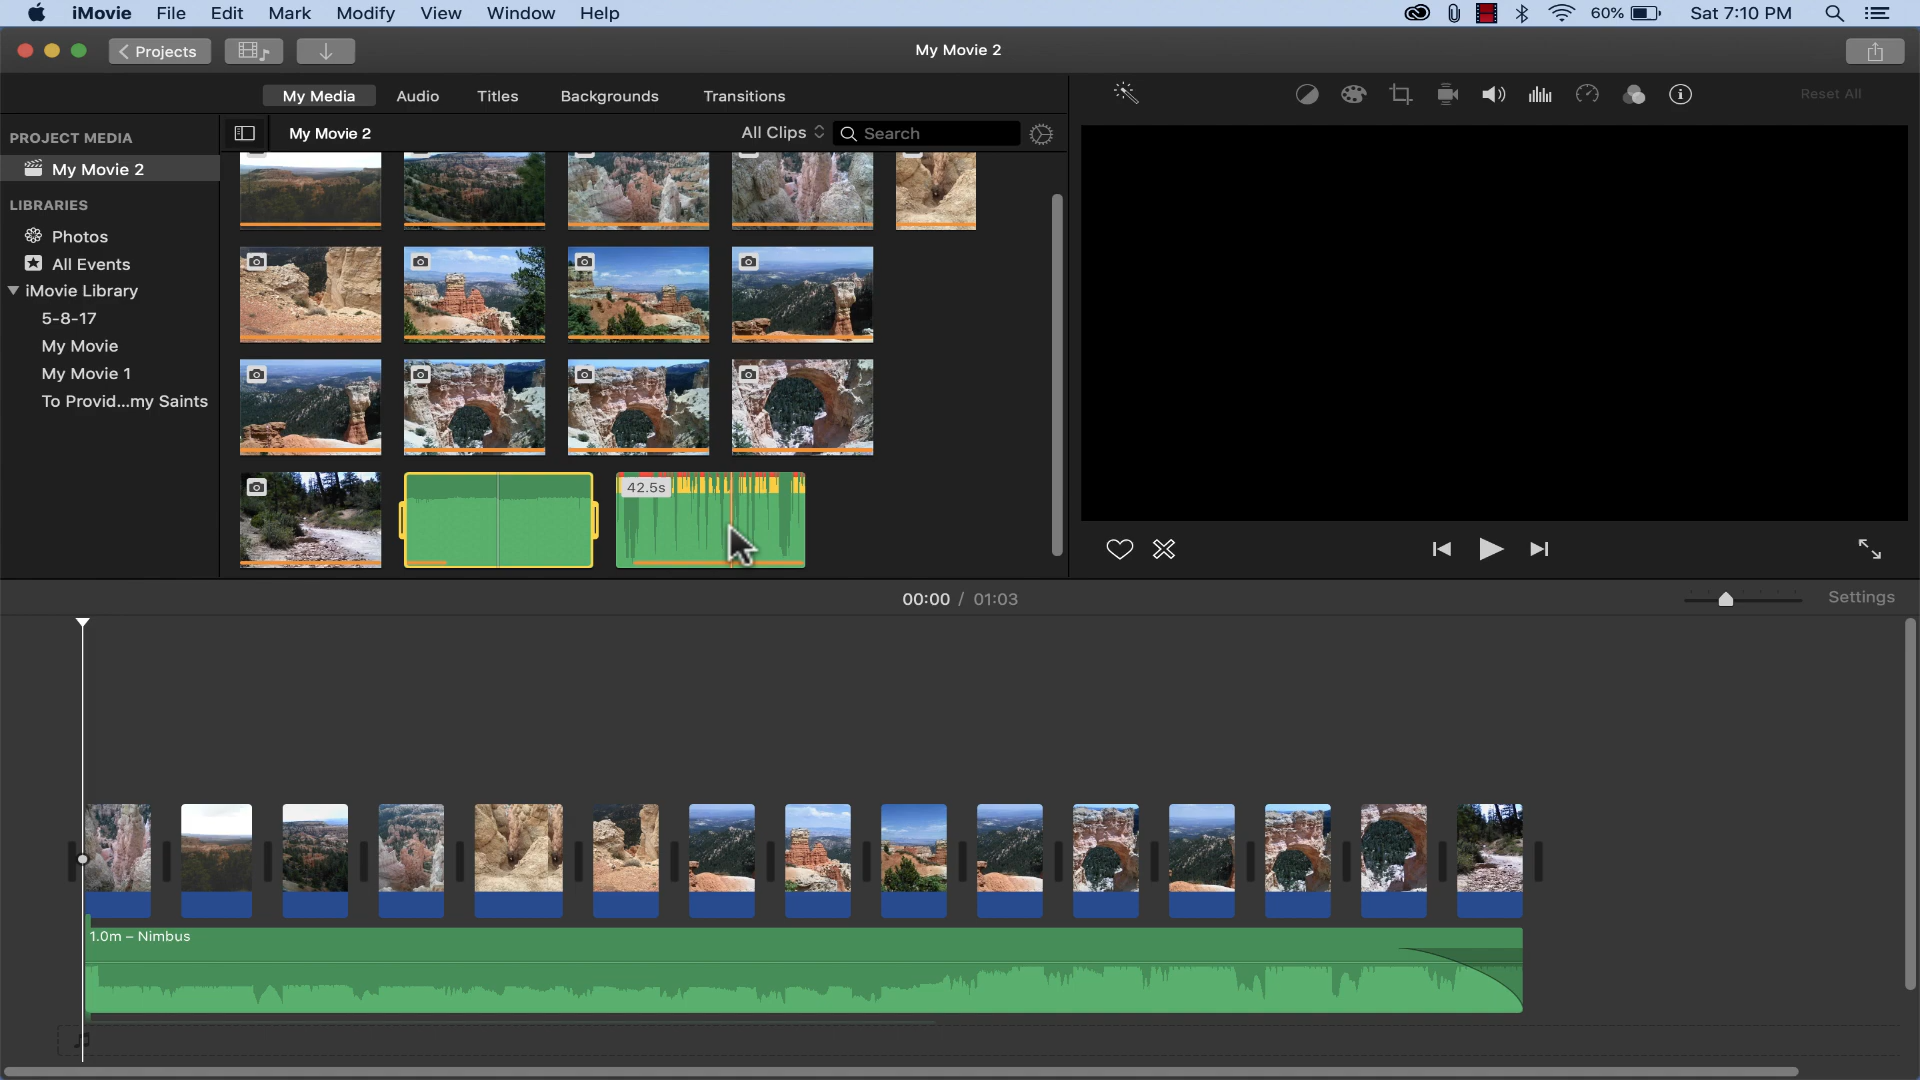 iMovie File Edit Mark Modify View Window Help 60% Sat 7:10 PM
Projects My Movie 2
My Media Audio Titles Backgrounds Transitions Reset All
PROJECT MEDIA My Movie 2 All Clips Search
My Movie 2
LIBRARIES
Photos
All Events
iMovie Library
5-8-17
My Movie
My Movie 1
To Provid...my Saints
42.5s
00:00 / 01:03 Settings
1.0m – Nimbus